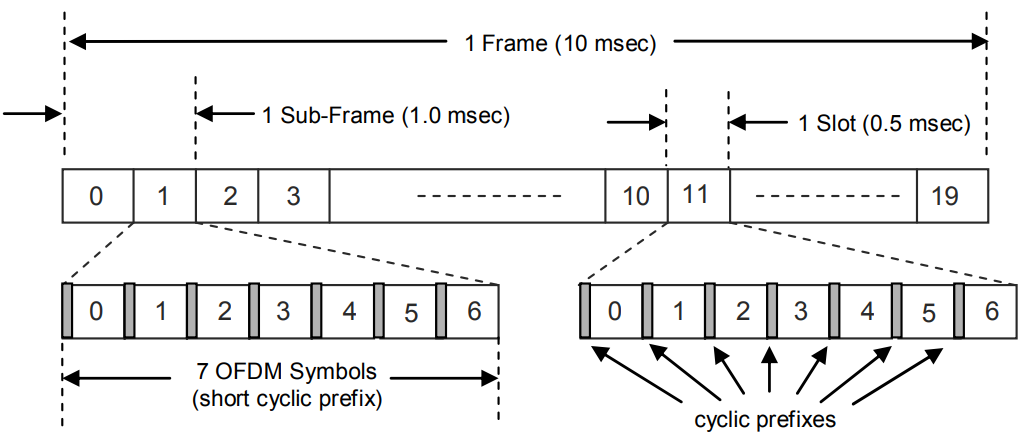 1 Frame (10 msec)
1 Sub-Frame (1.0 msec)
1 Slot (0.5 msec)
0 1 2 3 10 11 19
0 1 2 3 4 5 6
0 1 2 3 4 5 6
7 OFDM Symbols
(short cyclic prefix)
cyclic prefixes